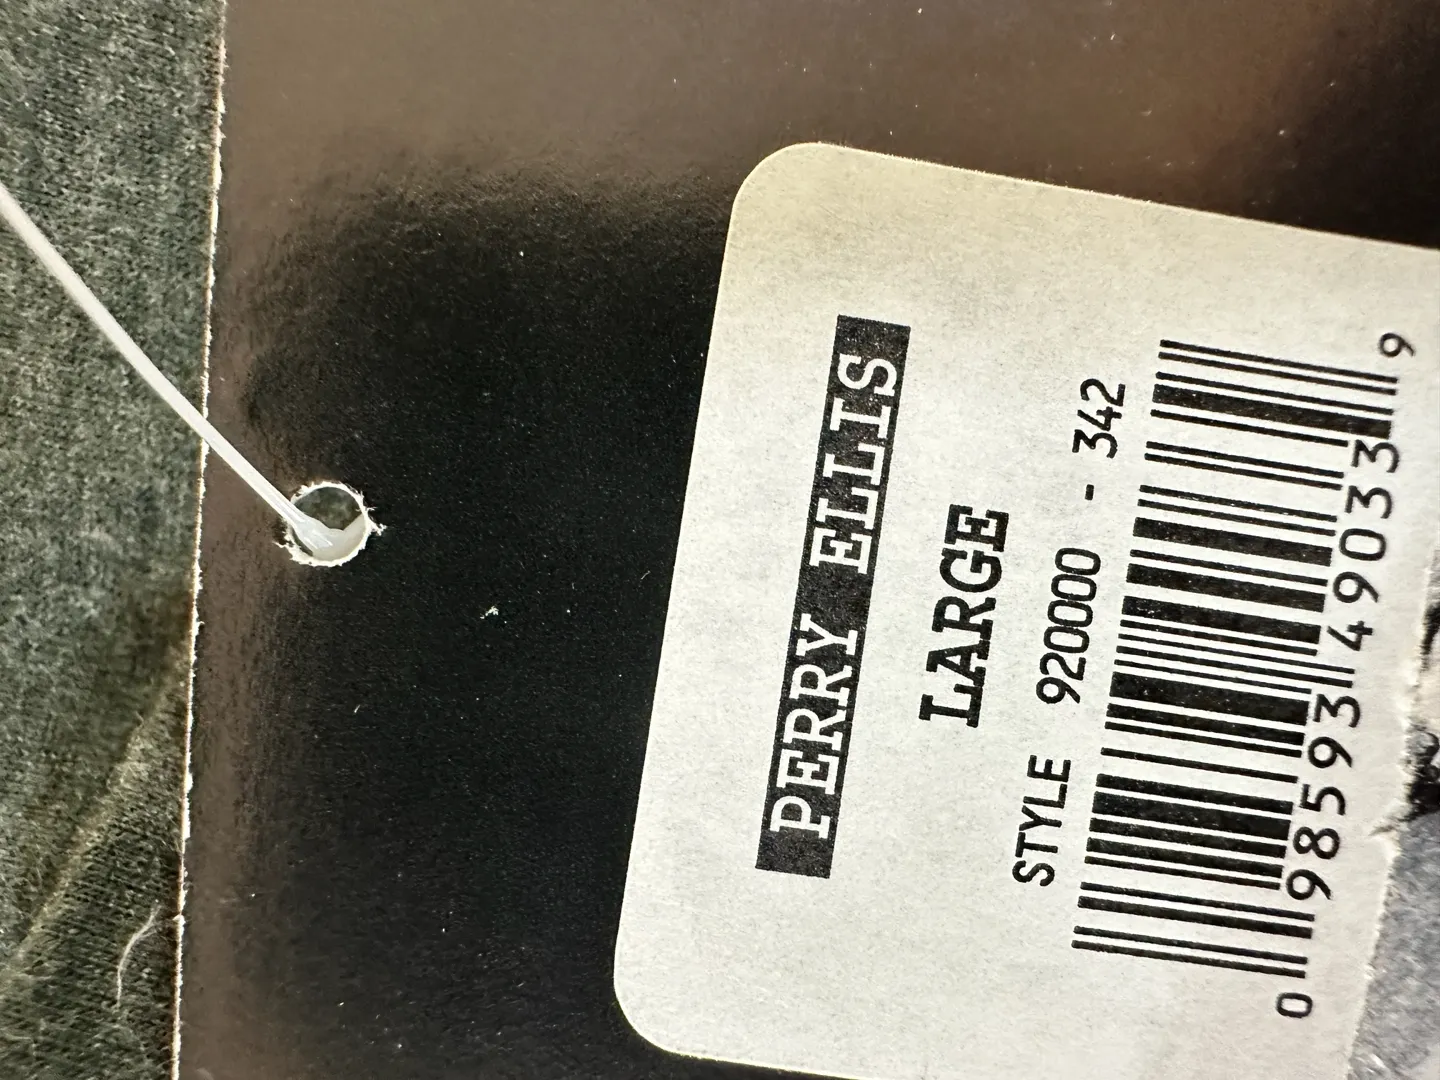 PERRY ELLIS
LARGE
STYLE 920000 - 342
0 98593 49033 9